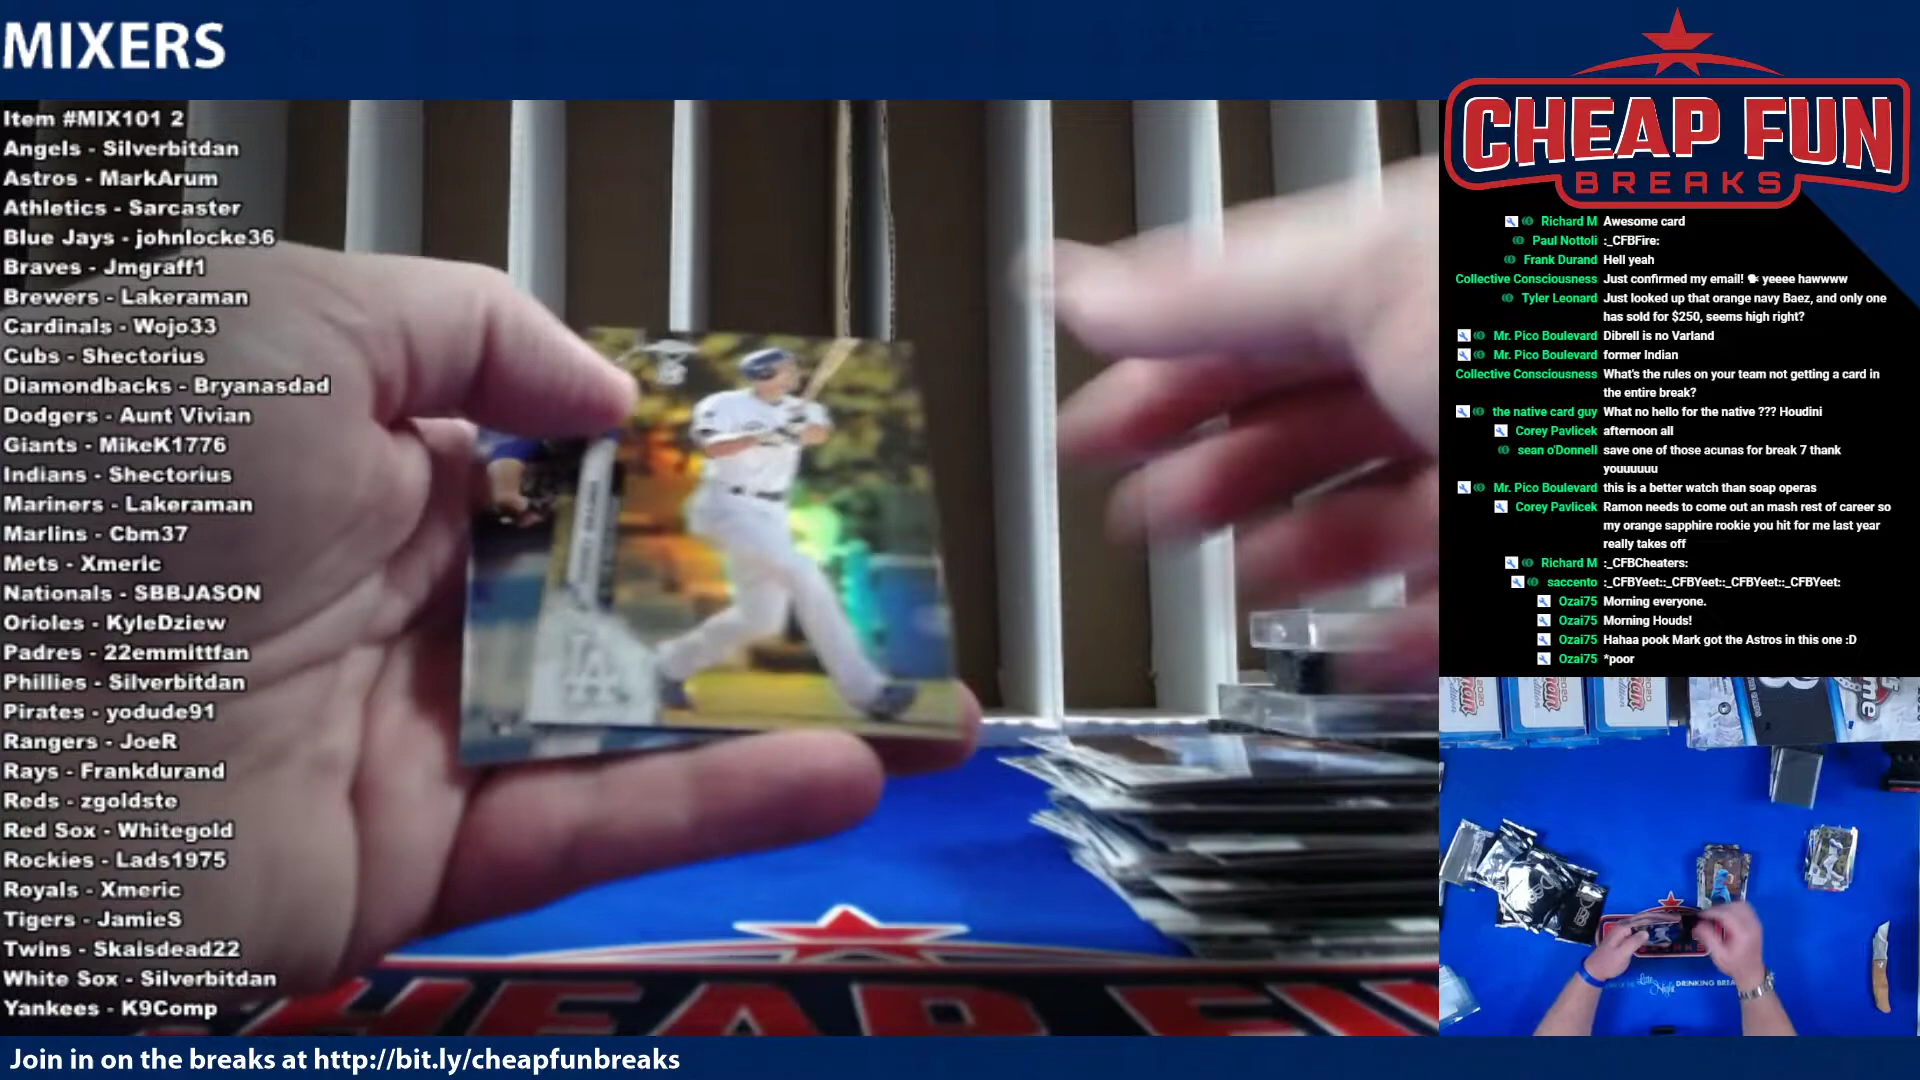 MIXERS
Item #MIX101 2
Angels - Silverbitdan
Astros - MarkArum
Athletics - Sarcaster
Blue Jays - johnlocke36
Braves - Jmgraff1
Brewers - Lakeraman
Cardinals - Wojo33
Cubs - Shectorius
Diamondbacks - Bryanasdad
Dodgers - Aunt Vivian
Giants - MikeK1776
Indians - Shectorius
Mariners - Lakeraman
Marlins - Cbm37
Mets - Xmeric
Nationals - SBBJASON
Orioles - KyleDziew
Padres - 22emmittfan
Phillies - Silverbitdan
Pirates - yodude91
Rangers - JoeR
Rays - Frankdurand
Reds - zgoldste
Red Sox - Whitegold
Rockies - Lads1975
Royals - Xmeric
Tigers - JamieS
Twins - Skaisdead22
White Sox - Silverbitdan
Yankees - K9Comp
Join in on the breaks at http://bit.ly/cheapfunbreaks
LA
CHEAP FU
CHEAP FUN
BREAKS
Richard M Awesome card
Paul Nottoli :_CFBFire:
Frank Durand Hell yeah
Collective Consciousness Just confirmed my email! yeeee hawwww
Tyler Leonard Just looked up that orange navy Baez, and only one
has sold for $250, seems high right?
Mr. Pico Boulevard Dibrell is no Varland
Mr. Pico Boulevard former Indian
Collective Consciousness What's the rules on your team not getting a card in
the entire break?
the native card guy What no hello for the native ??? Houdini
Corey Pavlicek afternoon all
sean o'Donnell save one of those acunas for break 7 thank
youuuuuu
Mr. Pico Boulevard this is a better watch than soap operas
Corey Pavlicek Ramon needs to come out an mash rest of career so
my orange sapphire rookie you hit for me last year
really takes off
Richard M :_CFBCheaters:
saccento :_CFBYeet::_CFBYeet::_CFBYeet::_CFBYeet:
Ozai75 Morning everyone.
Ozai75 Morning Houds!
Ozai75 Hahaa pook Mark got the Astros in this one :D
Ozai75 *poor
Late Night DRINKING BREA